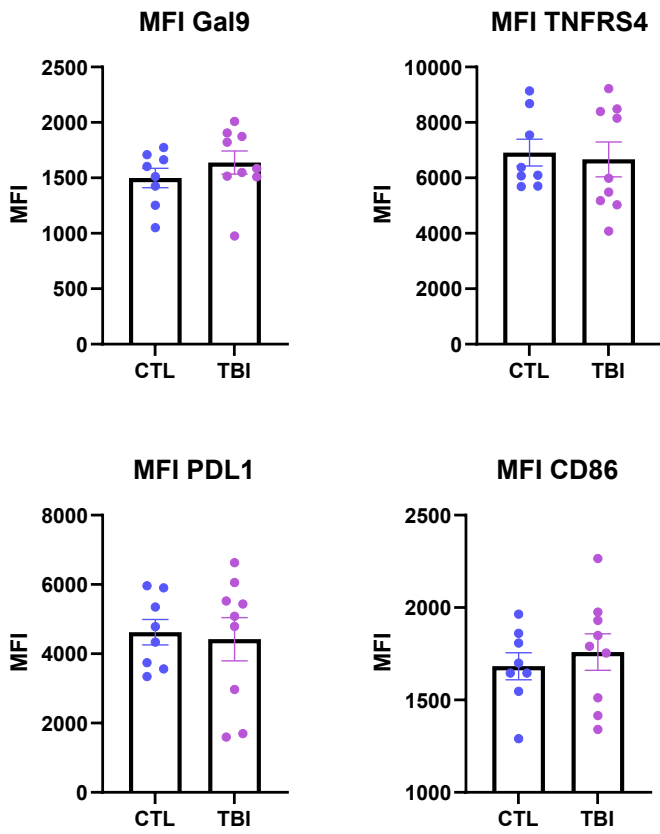 MFI Gal9
MFI
2500
2000
1500
1000
500
0
CTL
TBI
MFI TNFRS4
MFI
10000
8000
6000
4000
2000
0
CTL
TBI
MFI PDL1
MFI
8000
6000
4000
2000
0
CTL
TBI
MFI CD86
MFI
2500
2000
1500
1000
CTL
TBI